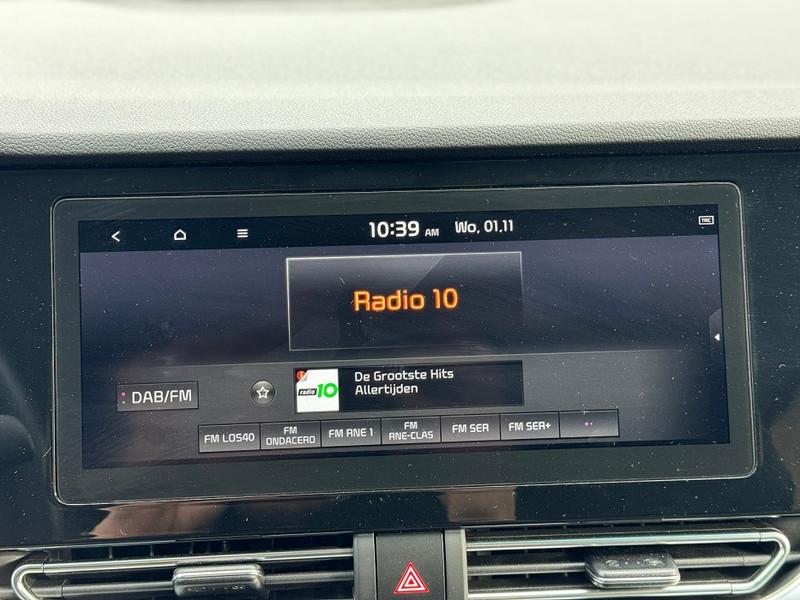 10:39 AM Wo, 01.11
TMC
Radio 10
DAB/FM
radio 10
De Grootste Hits
Allertijden
FM LOS40
FM ONDACERO
FM RNE 1
FM RNE-CLAS
FM SER
FM SER+